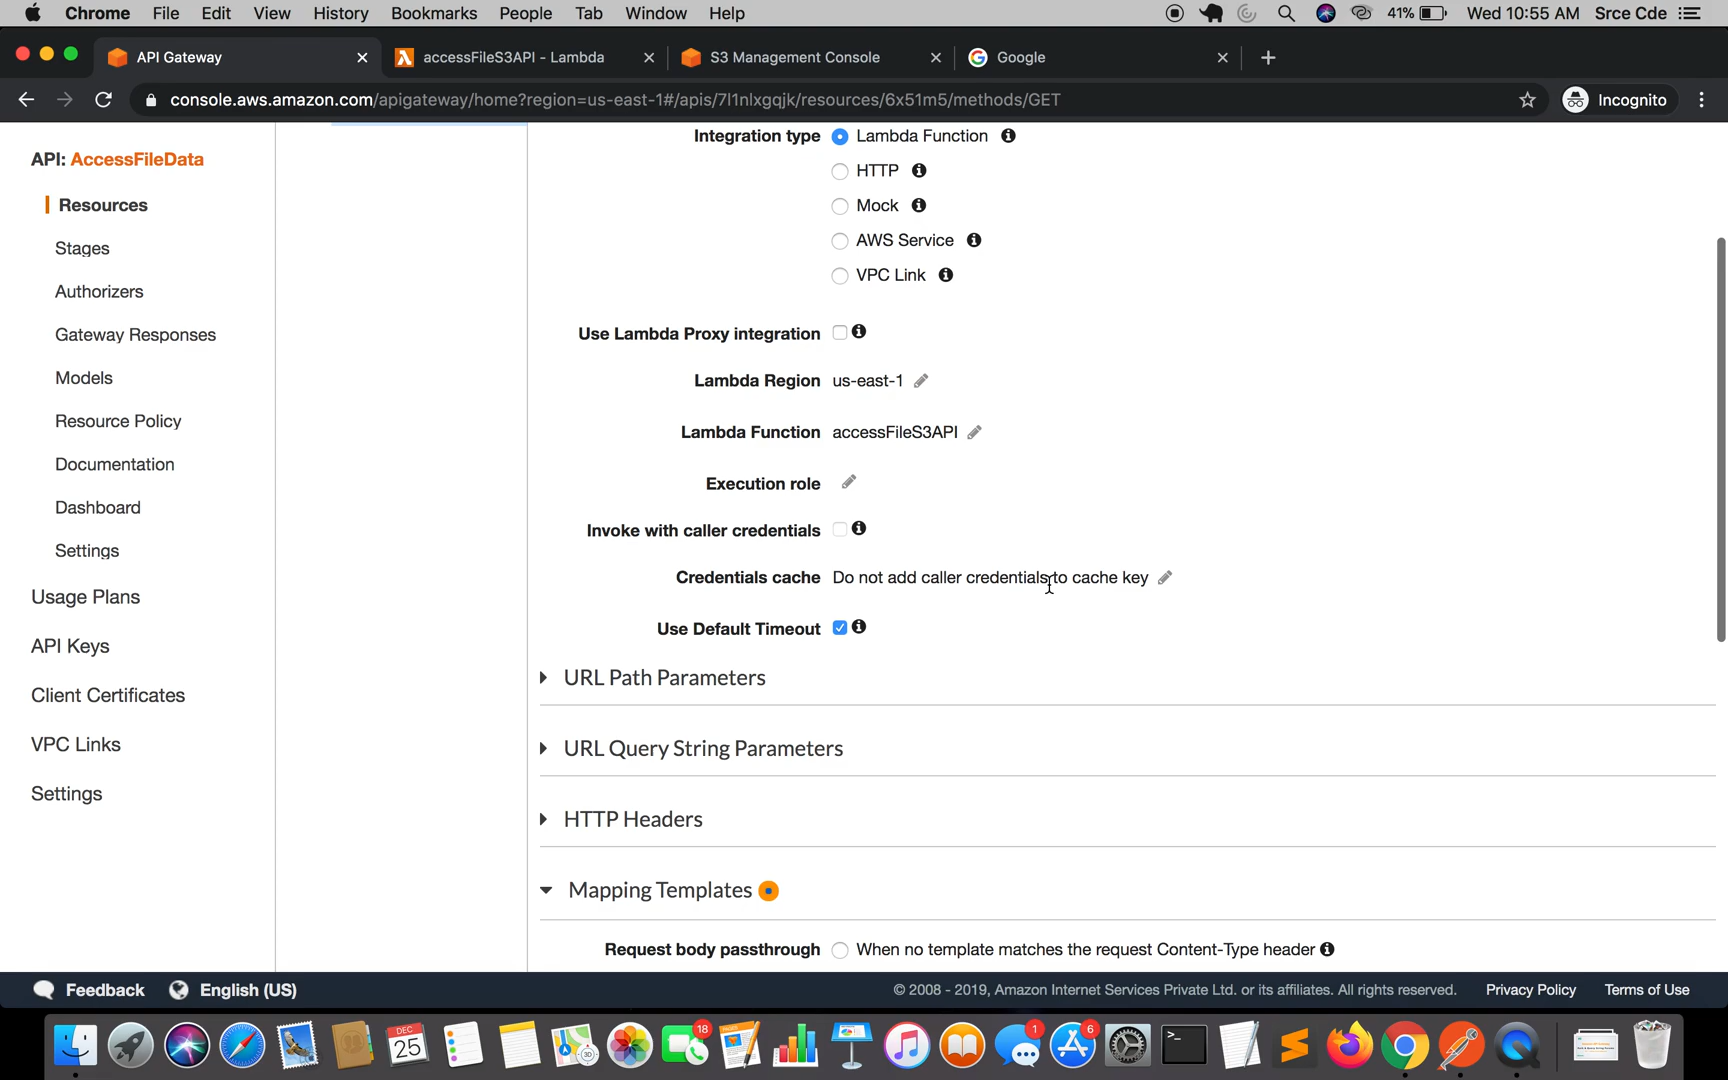 Chrome File Edit View History Bookmarks People Tab Window Help 41% Wed 10:55 AM Srce Cde
API Gateway accessFileS3API - Lambda S3 Management Console Google
console.aws.amazon.com/apigateway/home?region=us-east-1#/apis/7l1nlxgqjk/resources/6x51m5/methods/GET Incognito
API: AccessFileData
Resources
Stages
Authorizers
Gateway Responses
Models
Resource Policy
Documentation
Dashboard
Settings
Usage Plans
API Keys
Client Certificates
VPC Links
Settings
Integration type Lambda Function
HTTP
Mock
AWS Service
VPC Link
Use Lambda Proxy integration
Lambda Region us-east-1
Lambda Function accessFileS3API
Execution role
Invoke with caller credentials
Credentials cache Do not add caller credentials to cache key
Use Default Timeout
URL Path Parameters
URL Query String Parameters
HTTP Headers
Mapping Templates
Request body passthrough When no template matches the request Content-Type header
Feedback English (US) © 2008 - 2019, Amazon Internet Services Private Ltd. or its affiliates. All rights reserved. Privacy Policy Terms of Use
DEC
25
18
1
6